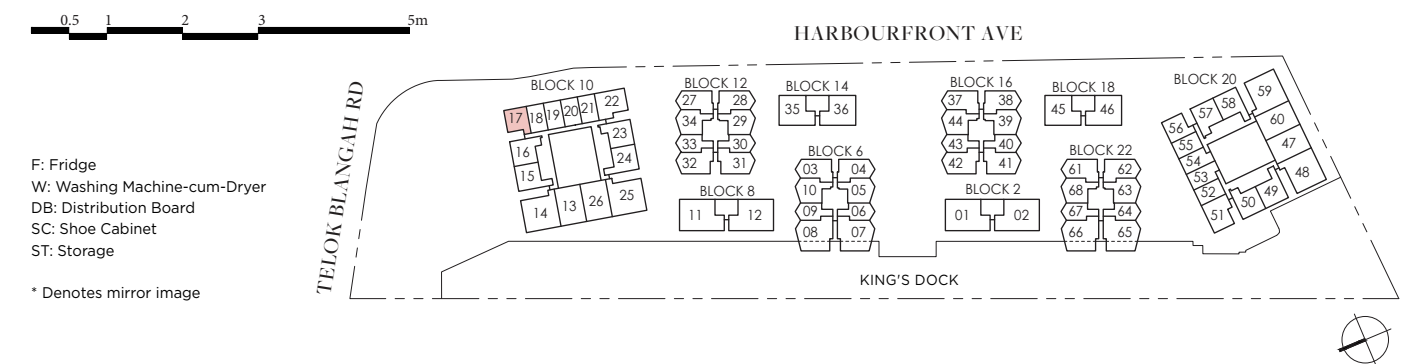 0.5 1 2 3 5m
HARBOURFRONT AVE
TELOK BLANGAH RD
F: Fridge
W: Washing Machine-cum-Dryer
DB: Distribution Board
SC: Shoe Cabinet
ST: Storage
* Denotes mirror image
BLOCK 10
17 18 19 20 21 22
16 23
15 24
14 13 26 25
BLOCK 12
27 28
34 29
33 30
32 31
BLOCK 14
35 36
BLOCK 8
11 12
BLOCK 6
03 04
10 05
09 06
08 07
BLOCK 16
37 38
44 39
43 40
42 41
BLOCK 18
45 46
BLOCK 2
01 02
BLOCK 22
61 62
68 63
67 64
66 65
BLOCK 20
59
58
57 60
56
55 47
54
53 48
52 49
51 50
KING'S DOCK